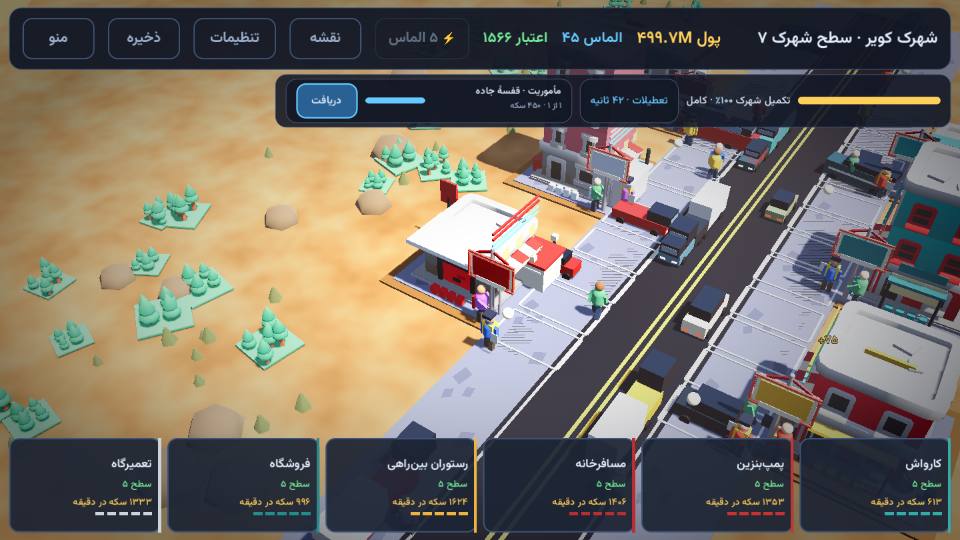 شهرک کویر · سطح شهرک ۷
پول ۴۹۹.۷M
الماس ۴۵
اعتبار ۱۵۶۶
⚡ ۵ الماس
نقشه
تنظیمات
ذخیره
منو
تکمیل شهرک ۱۰۰٪ · کامل
تعطیلات · ۴۲ ثانیه
مأموریت · قفسهٔ جاده
۱ از ۱ · ۴۵۰ سکه
دریافت
+۷۵
کارواش
سطح ۵
۶۱۳ سکه در دقیقه
پمپ‌بنزین
سطح ۵
۱۳۵۳ سکه در دقیقه
مسافرخانه
سطح ۵
۱۴۰۶ سکه در دقیقه
رستوران بین‌راهی
سطح ۵
۱۶۲۴ سکه در دقیقه
فروشگاه
سطح ۵
۹۹۶ سکه در دقیقه
تعمیرگاه
سطح ۵
۱۳۳۳ سکه در دقیقه